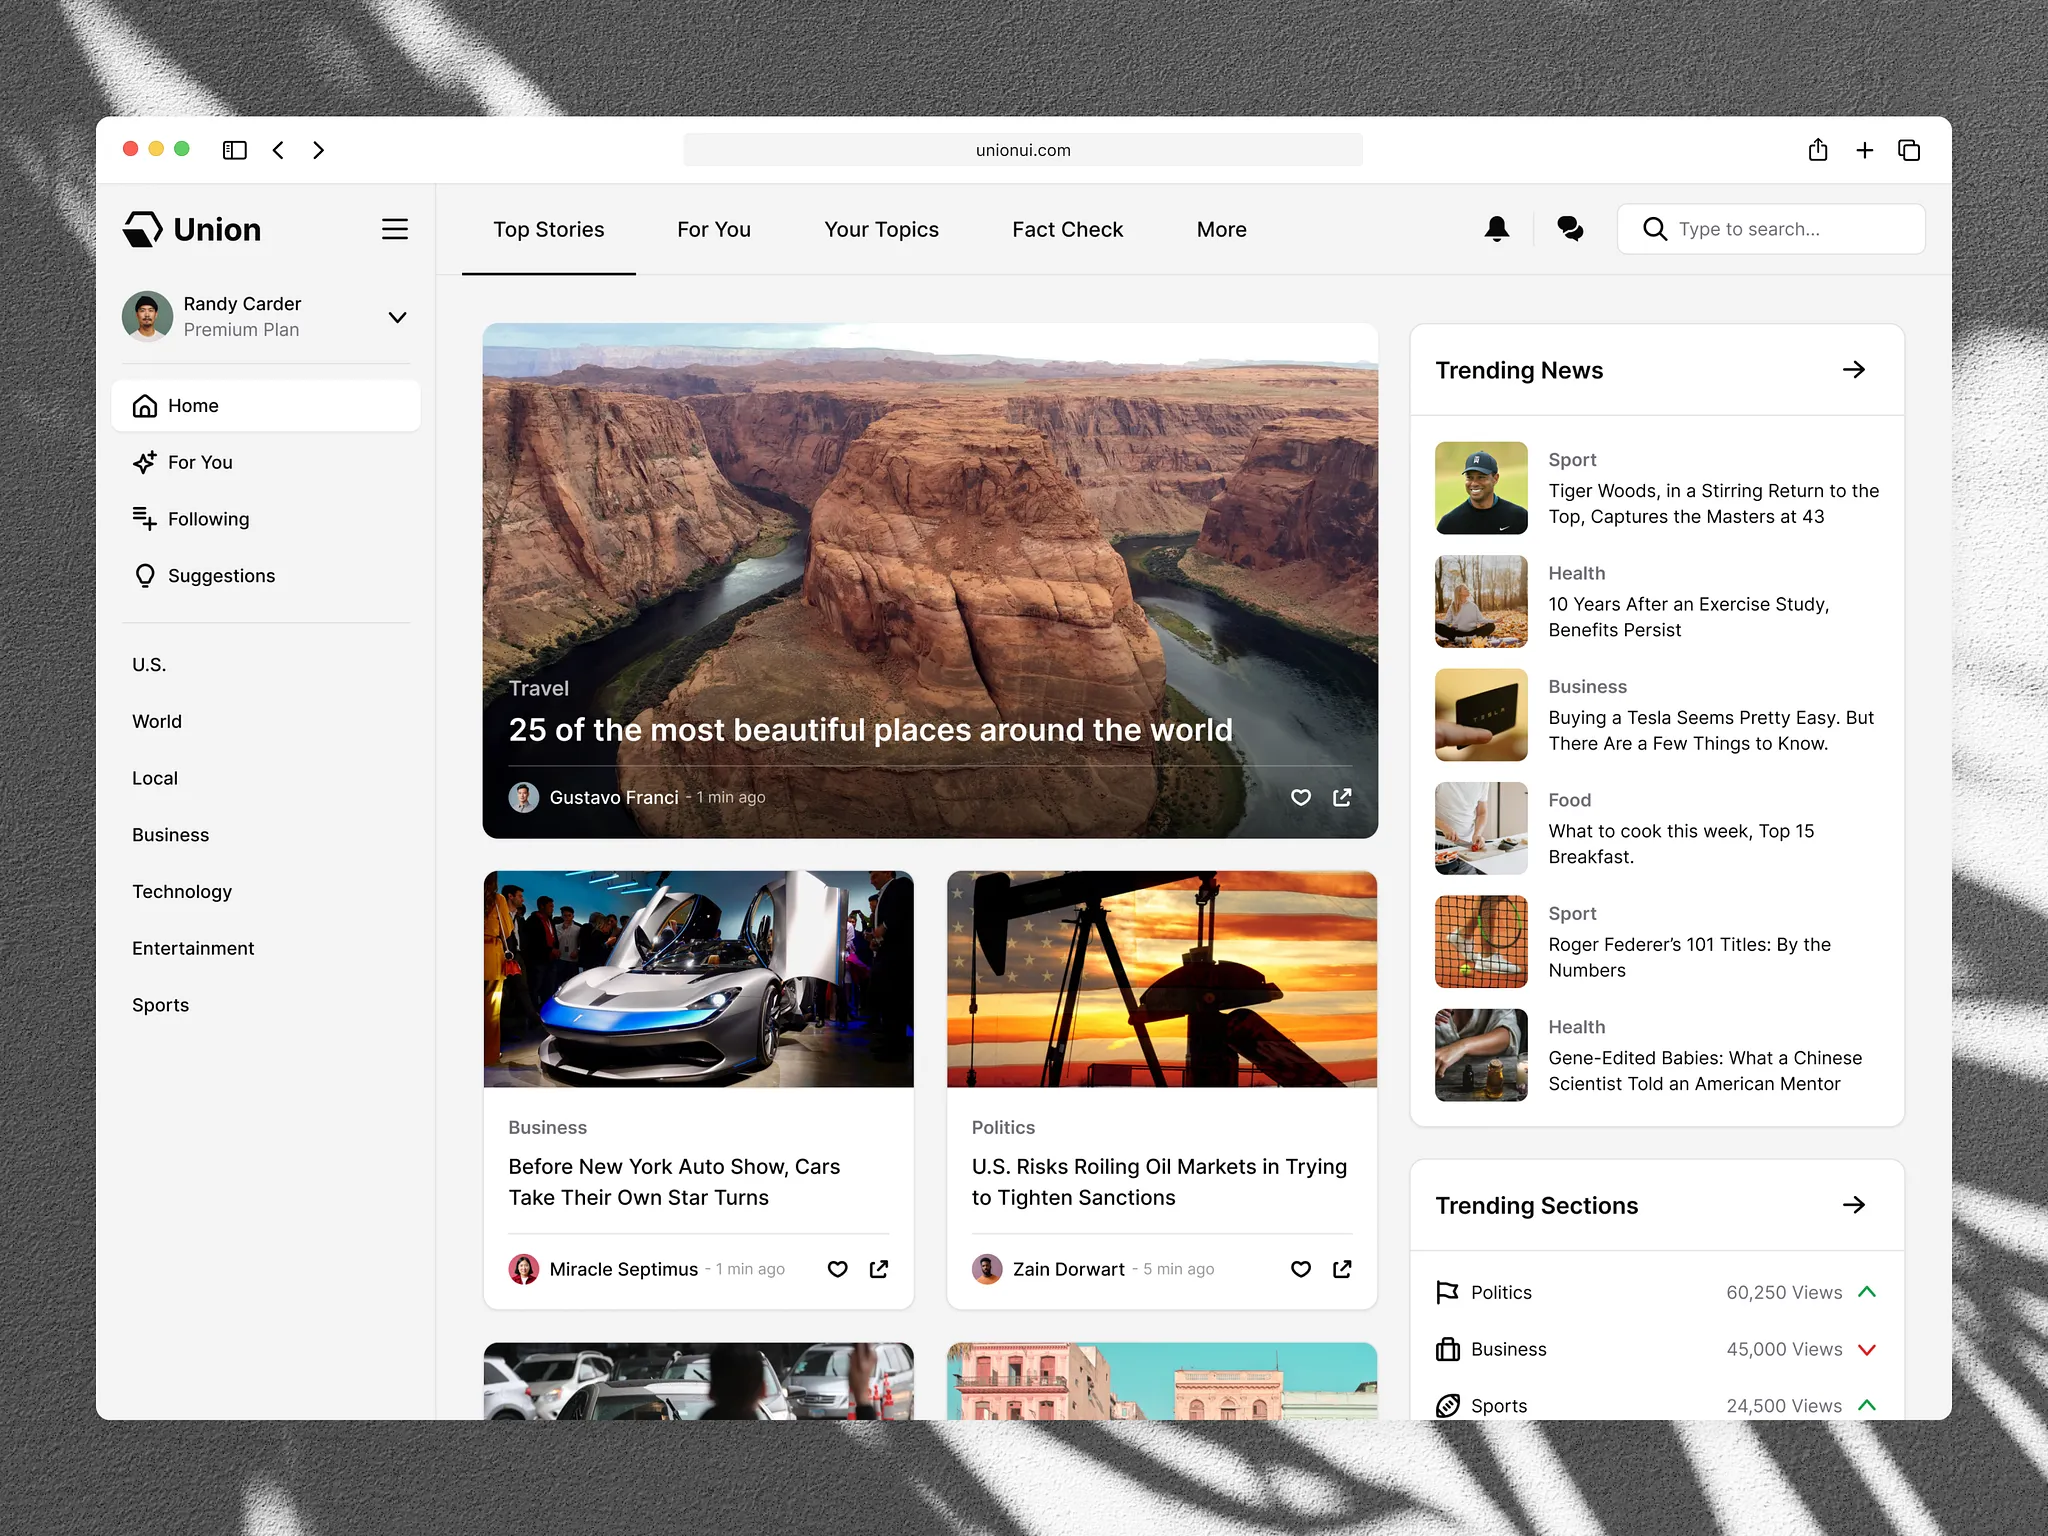 unionui.com
Union
Top Stories
For You
Your Topics
Fact Check
More
Type to search...
Randy Carder
Premium Plan
Home
For You
Following
Suggestions
U.S.
World
Local
Business
Technology
Entertainment
Sports
Travel
25 of the most beautiful places around the world
Gustavo Franci - 1 min ago
Business
Before New York Auto Show, Cars
Take Their Own Star Turns
Miracle Septimus - 1 min ago
Politics
U.S. Risks Roiling Oil Markets in Trying
to Tighten Sanctions
Zain Dorwart - 5 min ago
Trending News
Sport
Tiger Woods, in a Stirring Return to the
Top, Captures the Masters at 43
Health
10 Years After an Exercise Study,
Benefits Persist
TESLA
Business
Buying a Tesla Seems Pretty Easy. But
There Are a Few Things to Know.
Food
What to cook this week, Top 15
Breakfast.
Sport
Roger Federer’s 101 Titles: By the
Numbers
Health
Gene-Edited Babies: What a Chinese
Scientist Told an American Mentor
Trending Sections
Politics
60,250 Views
Business
45,000 Views
Sports
24,500 Views